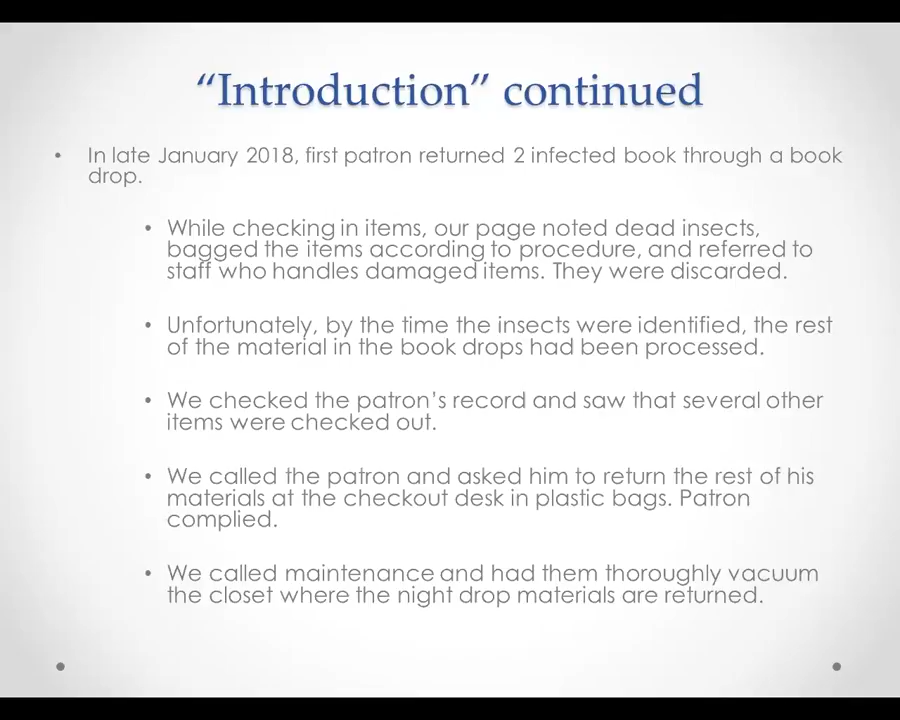 “Introduction” continued
• In late January 2018, first patron returned 2 infected book through a book
drop.
• While checking in items, our page noted dead insects,
bagged the items according to procedure, and referred to
staff who handles damaged items. They were discarded.
• Unfortunately, by the time the insects were identified, the rest
of the material in the book drops had been processed.
• We checked the patron’s record and saw that several other
items were checked out.
• We called the patron and asked him to return the rest of his
materials at the checkout desk in plastic bags. Patron
complied.
• We called maintenance and had them thoroughly vacuum
the closet where the night drop materials are returned.